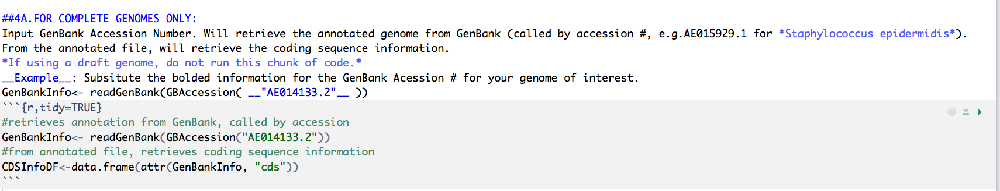 ##4A.FOR COMPLETE GENOMES ONLY:
Input GenBank Accession Number. Will retrieve the annotated genome from GenBank (called by accession #, e.g.AE015929.1 for *Staphylococcus epidermidis*).
From the annotated file, will retrieve the coding sequence information.
*If using a draft genome, do not run this chunk of code.*
__Example__: Subsitute the bolded information for the GenBank Acession # for your genome of interest.
GenBankInfo<- readGenBank(GBAccession( __"AE014133.2"__ ))
```{r,tidy=TRUE}
#retrieves annotation from GenBank, called by accession
GenBankInfo<- readGenBank(GBAccession("AE014133.2"))
#from annotated file, retrieves coding sequence information
CDSInfoDF<-data.frame(attr(GenBankInfo, "cds"))
```